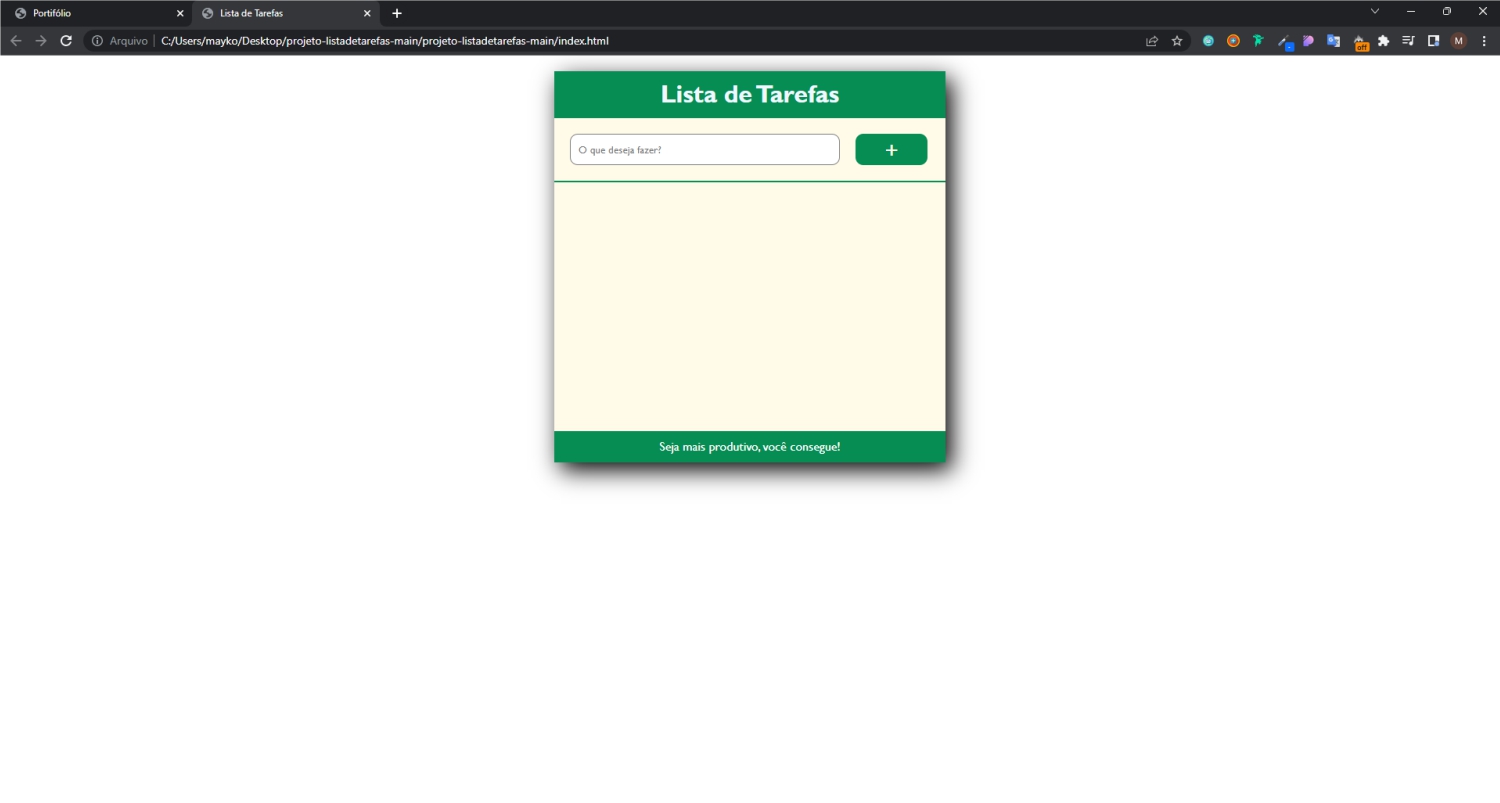 Portifólio
Lista de Tarefas
Arquivo
C:/Users/mayko/Desktop/projeto-listadetarefas-main/projeto-listadetarefas-main/index.html
off
M
Lista de Tarefas
O que deseja fazer?
+
Seja mais produtivo, você consegue!